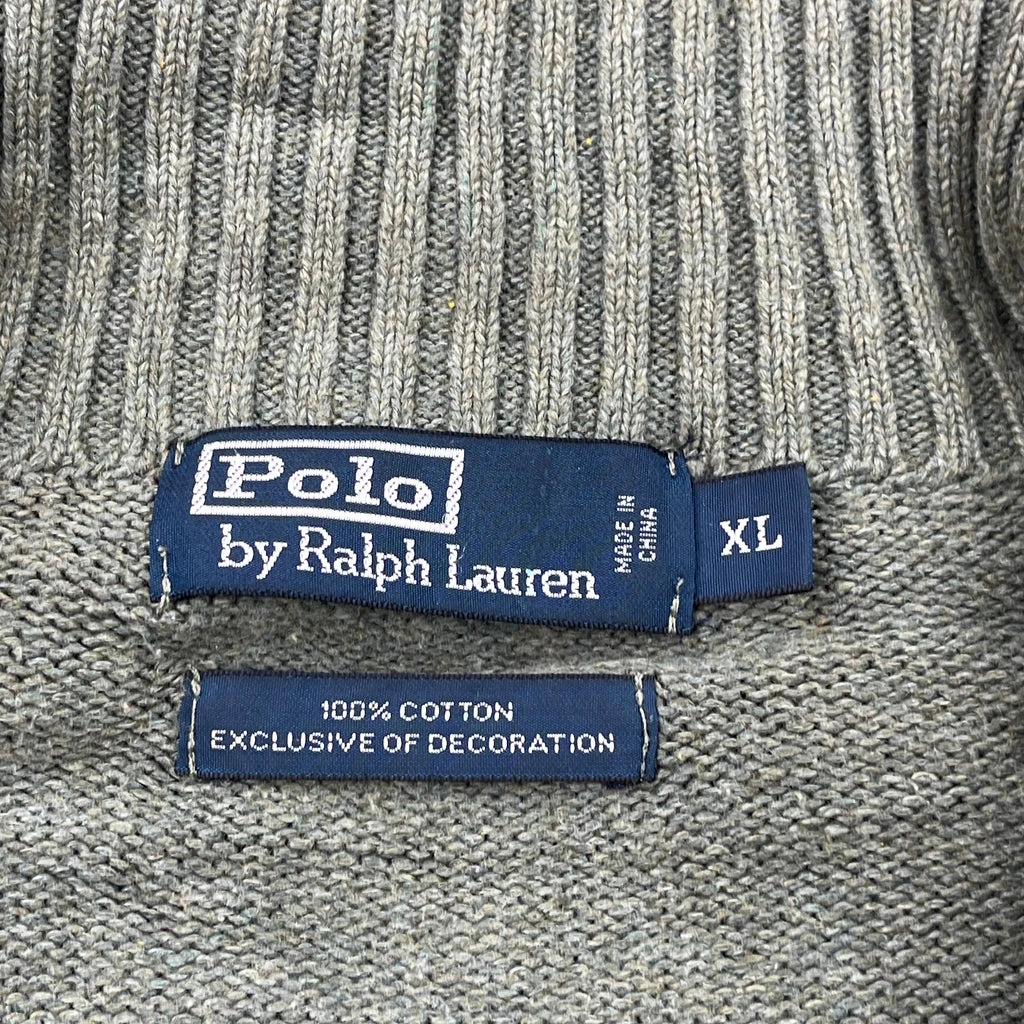 Polo
by Ralph Lauren
MADE IN
CHINA
XL
100% COTTON
EXCLUSIVE OF DECORATION